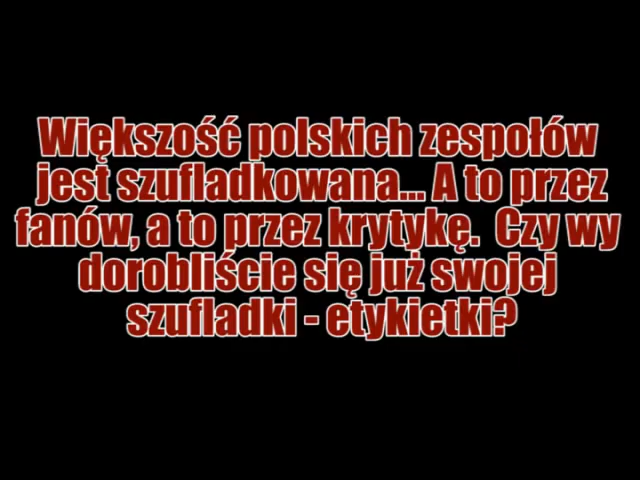 Większość polskich zespołów
jest szufladkowana... A to przez
fanów, a to przez krytykę. Czy wy
dorobliście się już swojej
szufladki - etykietki?